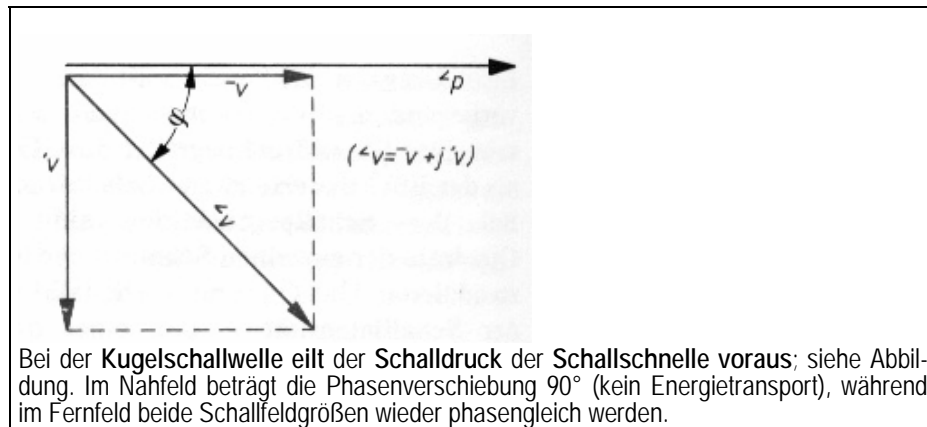 ⁻v
∠p
φ
'v
(∠v=⁻v+j'v)
∠v
Bei der Kugelschallwelle eilt der Schalldruck der Schallschnelle voraus; siehe Abbil-
dung. Im Nahfeld beträgt die Phasenverschiebung 90° (kein Energietransport), während
im Fernfeld beide Schallfeldgrößen wieder phasengleich werden.